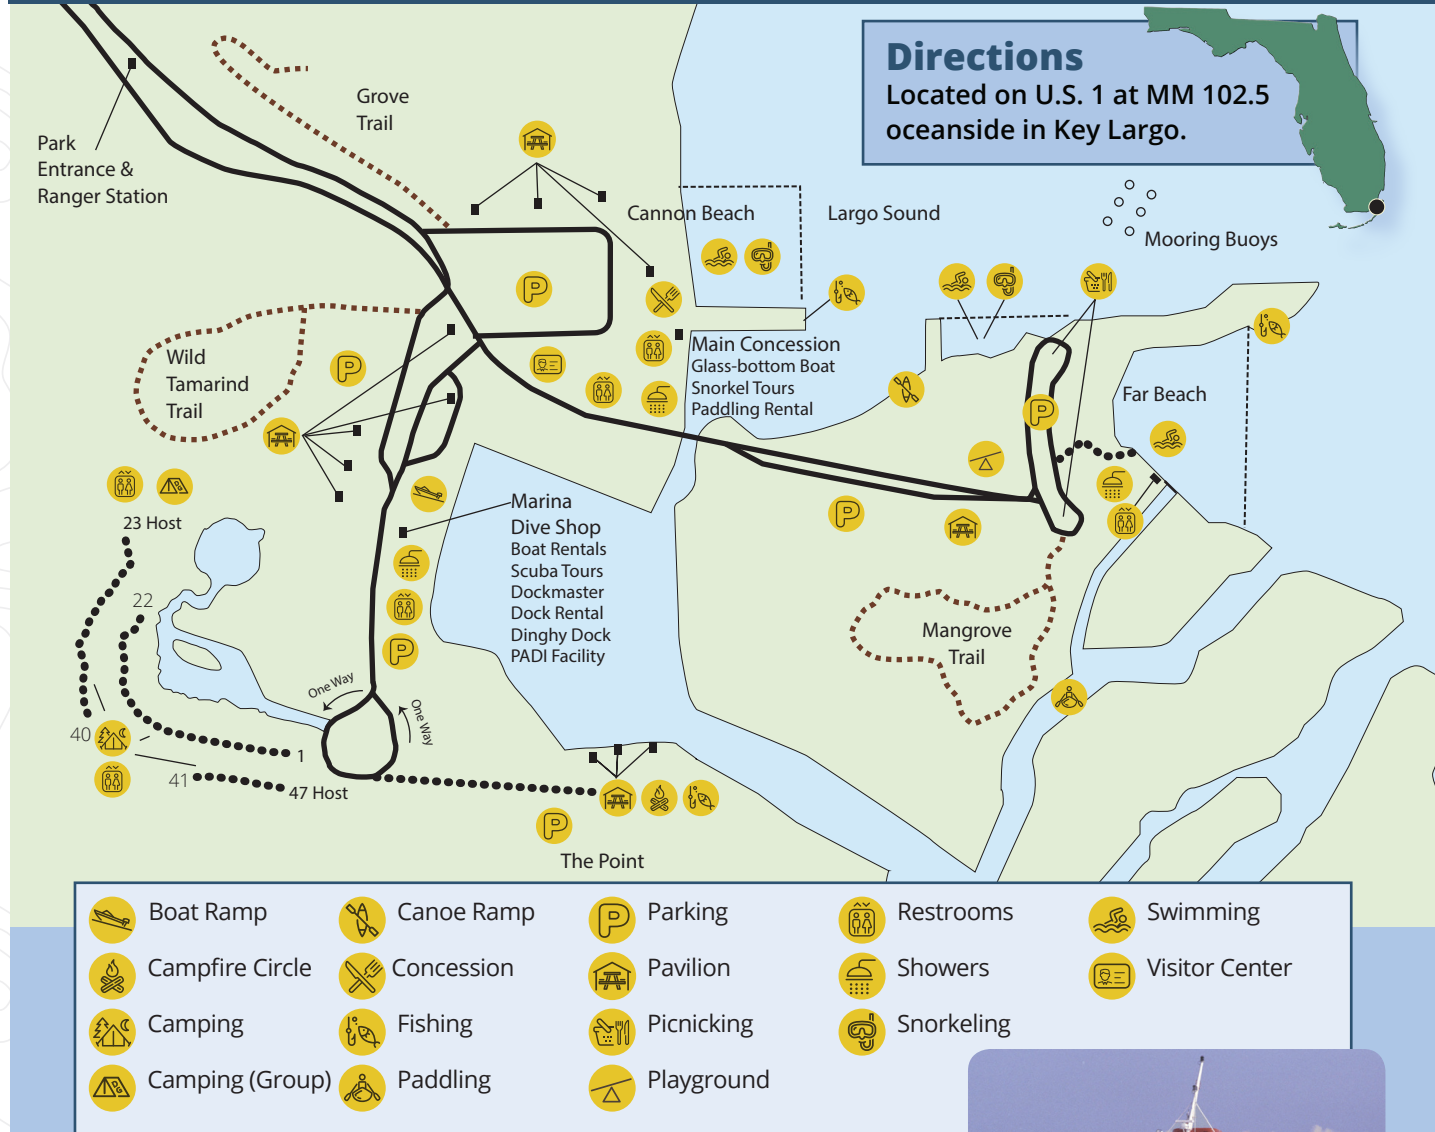 Directions
Located on U.S. 1 at MM 102.5
oceanside in Key Largo.
Grove
Trail
Park
Entrance &
Ranger Station
Cannon Beach
Largo Sound
Mooring Buoys
P
Wild
Tamarind
Trail
P
Main Concession
Glass-bottom Boat
Snorkel Tours
Paddling Rental
Far Beach
P
23 Host
Marina
Dive Shop
Boat Rentals
Scuba Tours
Dockmaster
Dock Rental
Dinghy Dock
PADI Facility
P
22
Mangrove
Trail
P
One Way
One Way
40
1
41
47 Host
P
The Point
Boat Ramp
Canoe Ramp
P
Parking
Restrooms
Swimming
Campfire Circle
Concession
Pavilion
Showers
Visitor Center
Camping
Fishing
Picnicking
Snorkeling
Camping (Group)
Paddling
Playground